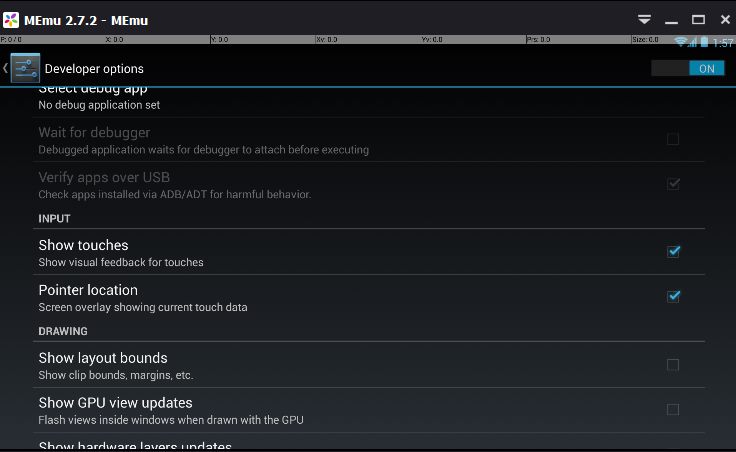 MEmu 2.7.2 - MEmu
P: 0 / 0 X: 0.0 Y: 0.0 Xv: 0.0 Yv: 0.0 Prs: 0.0 Size: 0.0 1:57
Developer options ON
Select debug app
No debug application set
Wait for debugger
Debugged application waits for debugger to attach before executing
Verify apps over USB
Check apps installed via ADB/ADT for harmful behavior.
INPUT
Show touches
Show visual feedback for touches
Pointer location
Screen overlay showing current touch data
DRAWING
Show layout bounds
Show clip bounds, margins, etc.
Show GPU view updates
Flash views inside windows when drawn with the GPU
Show hardware layers updates